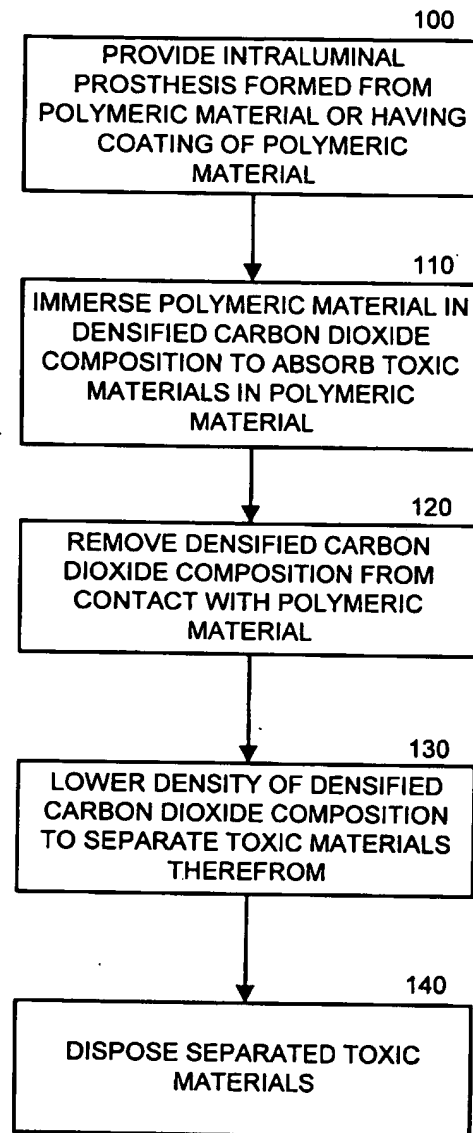 100
PROVIDE INTRALUMINAL
PROSTHESIS FORMED FROM
POLYMERIC MATERIAL OR HAVING
COATING OF POLYMERIC
MATERIAL
110
IMMERSE POLYMERIC MATERIAL IN
DENSIFIED CARBON DIOXIDE
COMPOSITION TO ABSORB TOXIC
MATERIALS IN POLYMERIC
MATERIAL
120
REMOVE DENSIFIED CARBON
DIOXIDE COMPOSITION FROM
CONTACT WITH POLYMERIC
MATERIAL
130
LOWER DENSITY OF DENSIFIED
CARBON DIOXIDE COMPOSITION
TO SEPARATE TOXIC MATERIALS
THEREFROM
140
DISPOSE SEPARATED TOXIC
MATERIALS